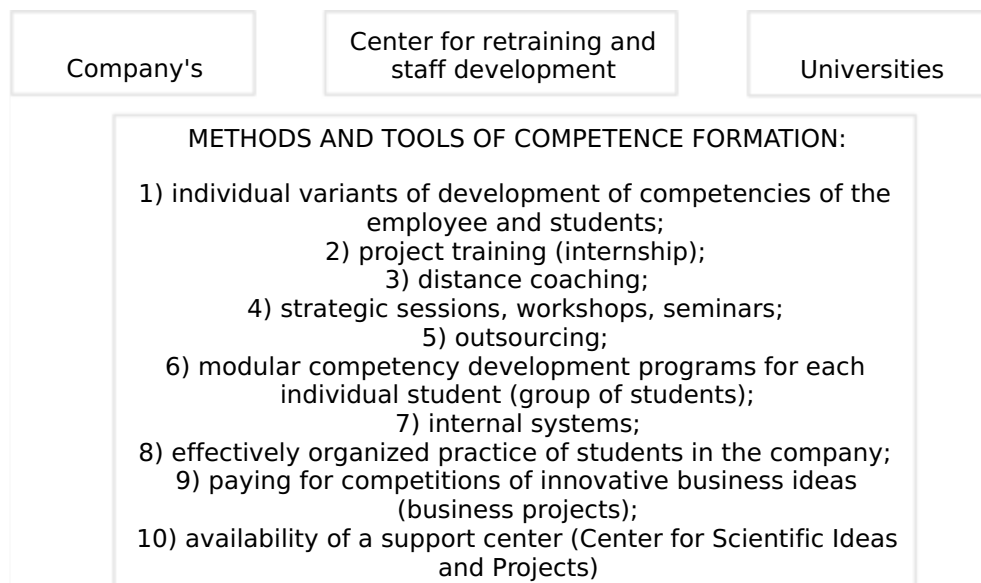 Company's
Center for retraining and
staff development
Universities
METHODS AND TOOLS OF COMPETENCE FORMATION:
1) individual variants of development of competencies of the
employee and students;
2) project training (internship);
3) distance coaching;
4) strategic sessions, workshops, seminars;
5) outsourcing;
6) modular competency development programs for each
individual student (group of students);
7) internal systems;
8) effectively organized practice of students in the company;
9) paying for competitions of innovative business ideas
(business projects);
10) availability of a support center (Center for Scientific Ideas
and Projects)